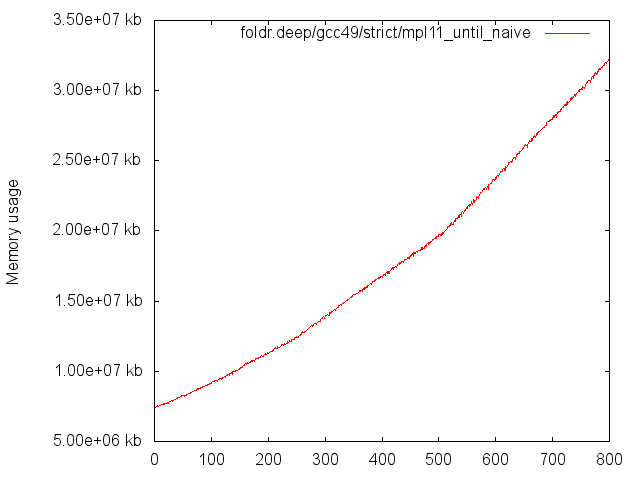 foldr.deep/gcc49/strict/mpl11_until_naive
3.50e+07 kb
3.00e+07 kb
2.50e+07 kb
2.00e+07 kb
1.50e+07 kb
1.00e+07 kb
5.00e+06 kb
Memory usage
0 100 200 300 400 500 600 700 800